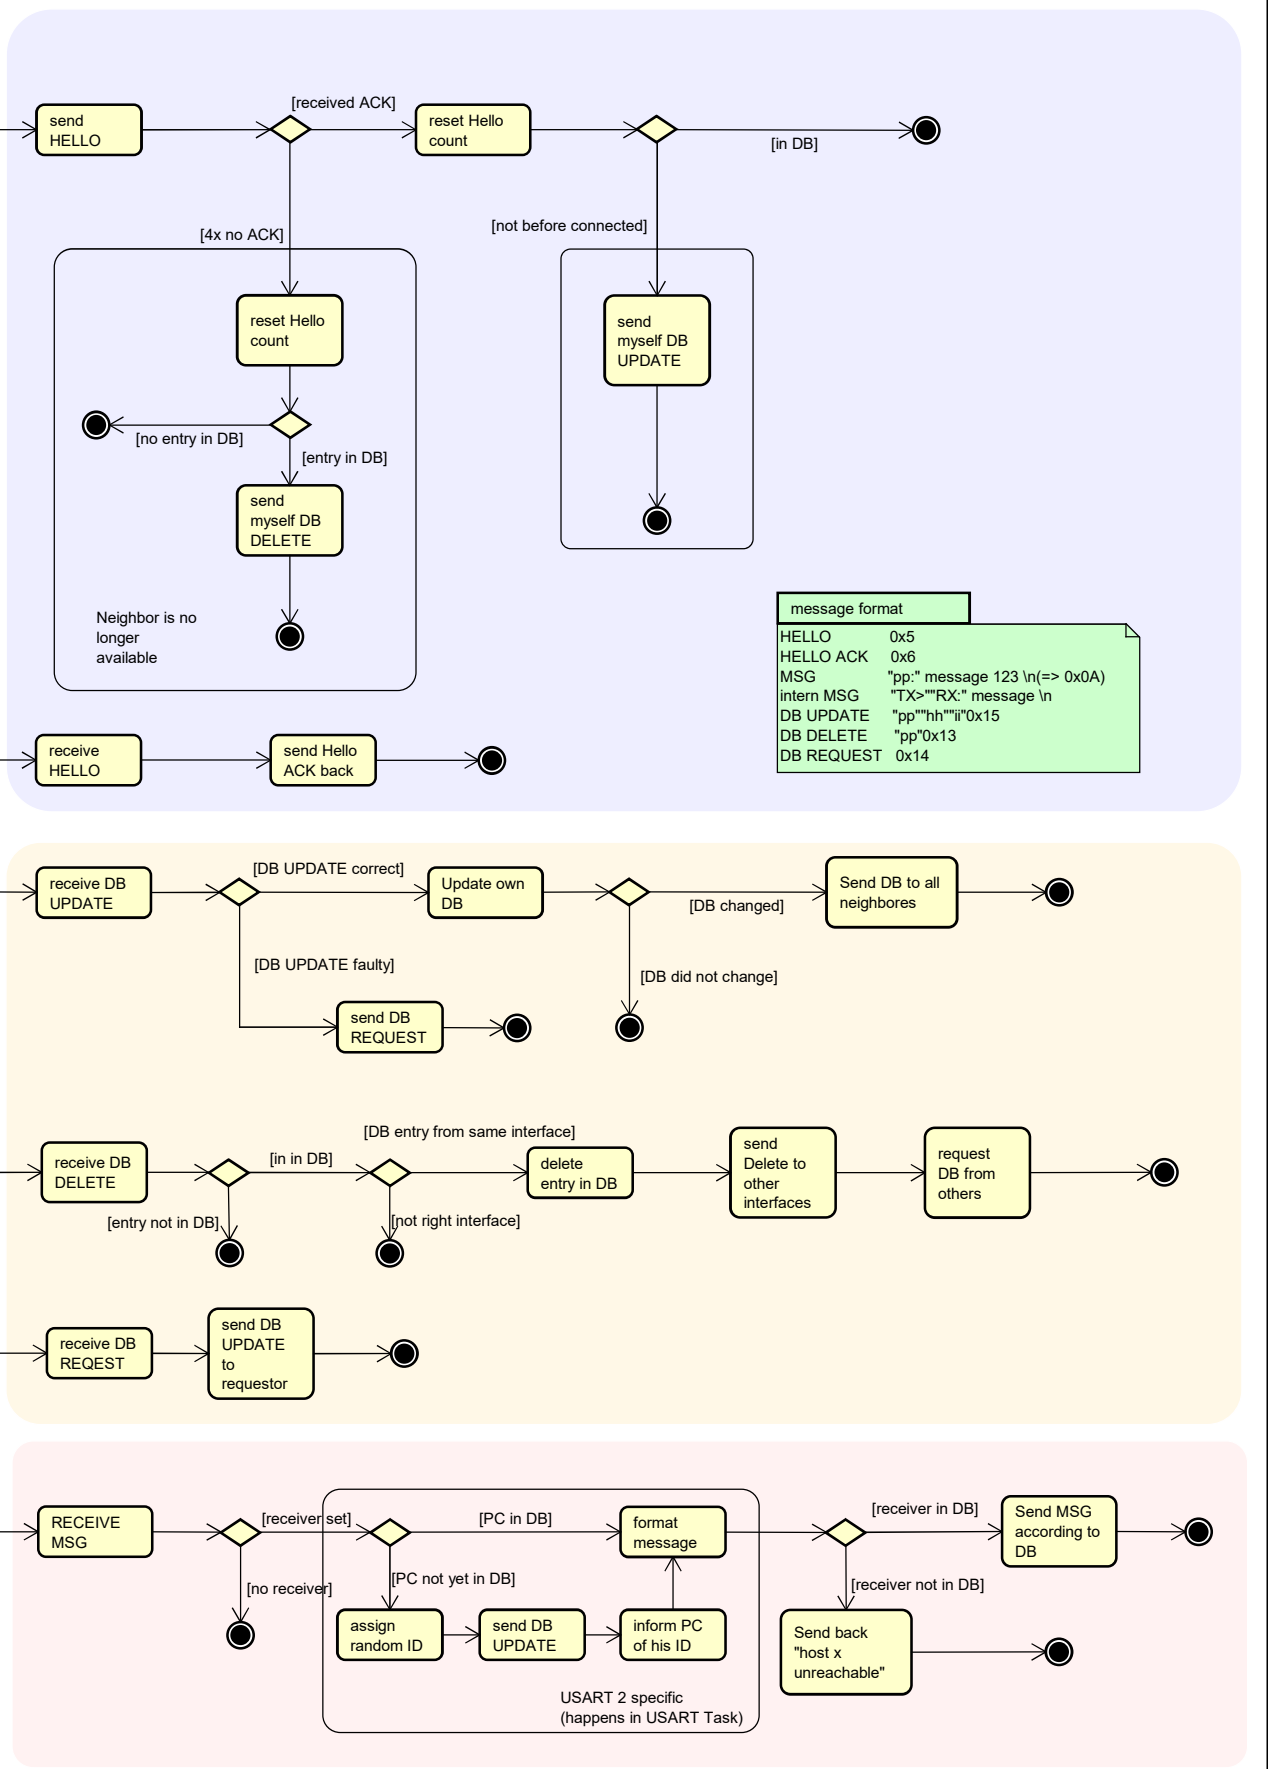 [received ACK]
send
HELLO
reset Hello
count
[in DB]
[not before connected]
[4x no ACK]
reset Hello
count
send
myself DB
UPDATE
[no entry in DB]
[entry in DB]
send
myself DB
DELETE
Neighbor is no
longer
available
message format
HELLO 0x5
HELLO ACK 0x6
MSG "pp:" message 123 \n(=> 0x0A)
intern MSG "TX>""RX:" message \n
DB UPDATE "pp""hh""ii"0x15
DB DELETE "pp"0x13
DB REQUEST 0x14
receive
HELLO
send Hello
ACK back
[DB UPDATE correct]
receive DB
UPDATE
Update own
DB
[DB changed]
Send DB to all
neighbores
[DB UPDATE faulty]
[DB did not change]
send DB
REQUEST
[DB entry from same interface]
receive DB
DELETE
[in in DB]
delete
entry in DB
send
Delete to
other
interfaces
request
DB from
others
[entry not in DB]
[not right interface]
receive DB
REQEST
send DB
UPDATE
to
requestor
RECEIVE
MSG
[receiver set]
[PC in DB]
format
message
[receiver in DB]
Send MSG
according to
DB
[no receiver]
[PC not yet in DB]
[receiver not in DB]
assign
random ID
send DB
UPDATE
inform PC
of his ID
Send back
"host x
unreachable"
USART 2 specific
(happens in USART Task)